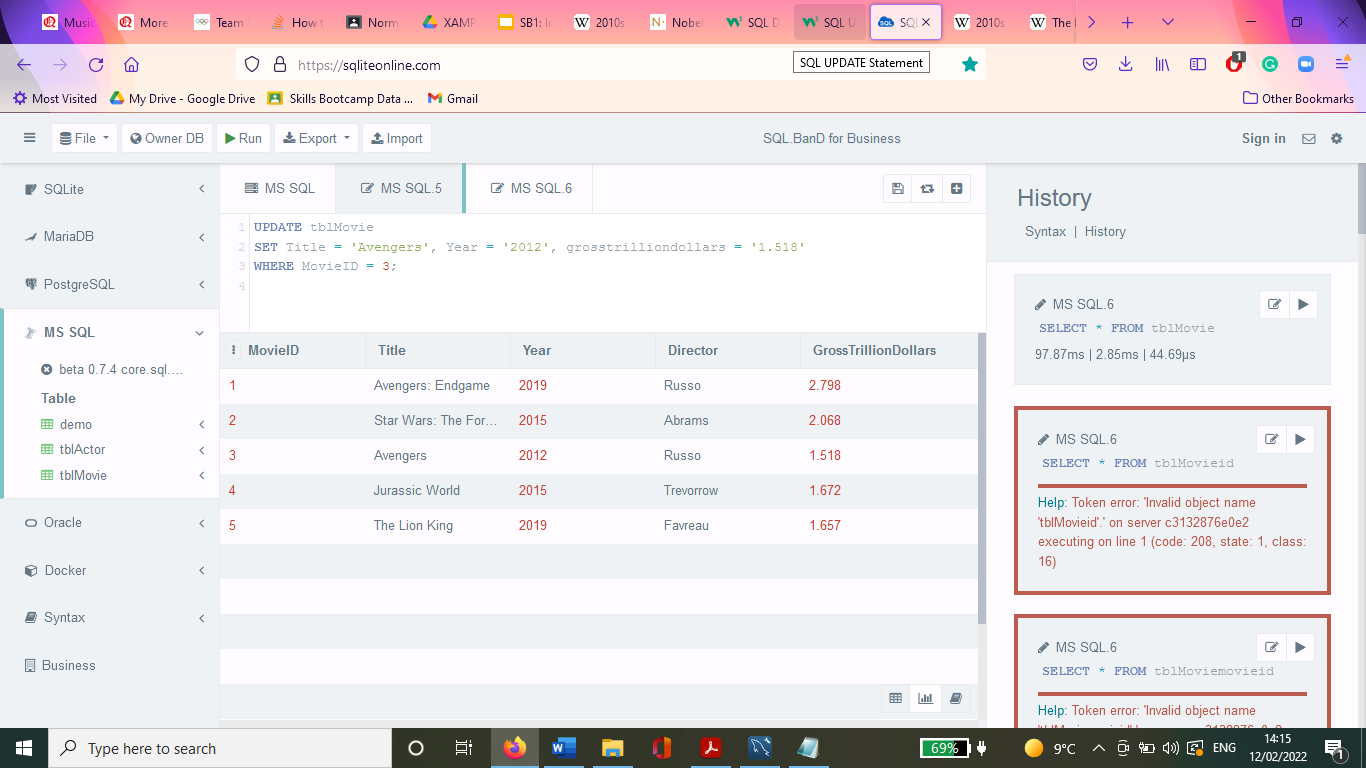 Music
More
Team
How t
Norm
XAMP
SB1: In
2010s
Nobel
SQL D
SQL U
SQL
2010s
The
https://sqliteonline.com
SQL UPDATE Statement
1
Most Visited
My Drive - Google Drive
Skills Bootcamp Data ...
Gmail
Other Bookmarks
File
Owner DB
Run
Export
Import
SQL.BanD for Business
Sign in
SQLite
MariaDB
PostgreSQL
MS SQL
beta 0.7.4 core.sql....
Table
demo
tblActor
tblMovie
Oracle
Docker
Syntax
Business
MS SQL
MS SQL.5
MS SQL.6
1 UPDATE tblMovie
2 SET Title = 'Avengers', Year = '2012', grosstrilliondollars = '1.518'
3 WHERE MovieID = 3;
4
MovieID Title Year Director GrossTrillionDollars
1 Avengers: Endgame 2019 Russo 2.798
2 Star Wars: The For... 2015 Abrams 2.068
3 Avengers 2012 Russo 1.518
4 Jurassic World 2015 Trevorrow 1.672
5 The Lion King 2019 Favreau 1.657
History
Syntax | History
MS SQL.6
SELECT * FROM tblMovie
97.87ms | 2.85ms | 44.69μs
MS SQL.6
SELECT * FROM tblMovieid
Help: Token error: 'Invalid object name
'tblMovieid'.' on server c3132876e0e2
executing on line 1 (code: 208, state: 1, class:
16)
MS SQL.6
SELECT * FROM tblMoviemovieid
Help: Token error: 'Invalid object name
Type here to search
69%
9°C
ENG
14:15
12/02/2022
1